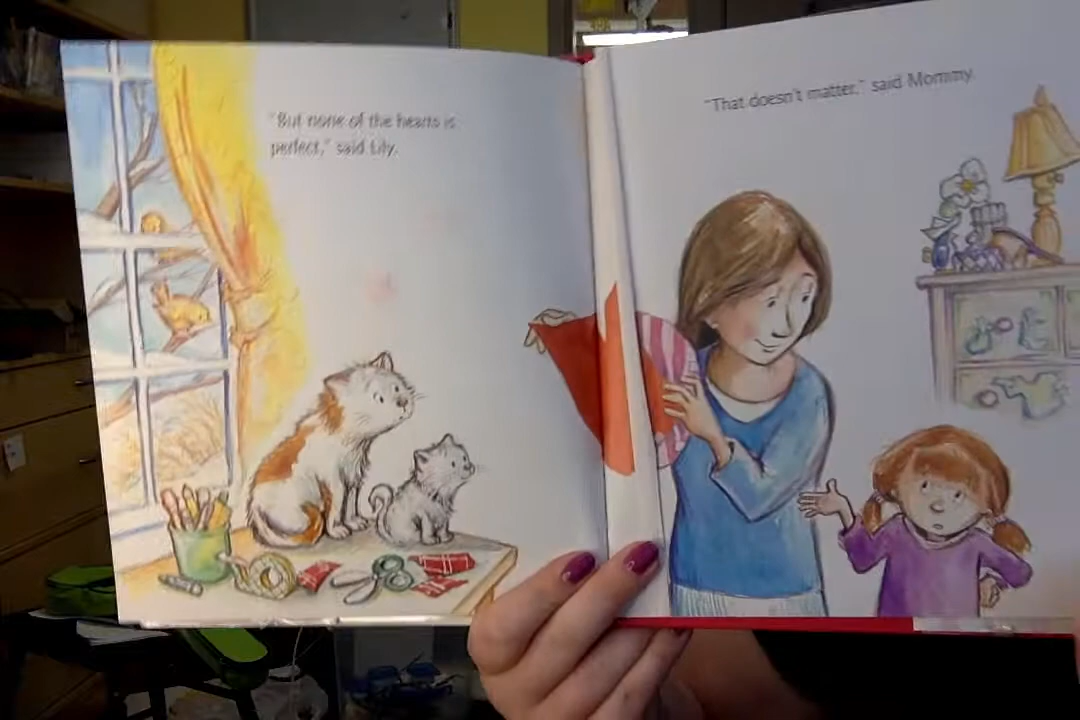 "But none of the hearts is
perfect," said Lily.
"That doesn't matter," said Mommy.